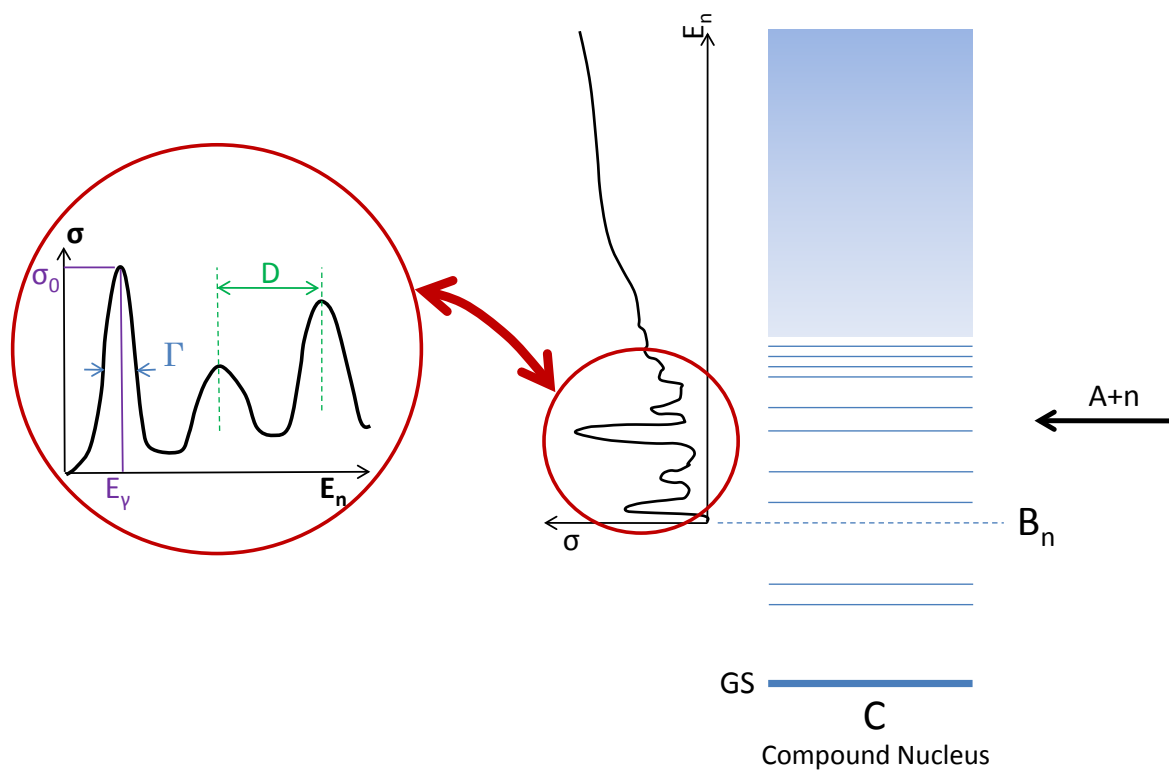 σ
σ₀
Γ
D
Eᵧ
Eₙ
Eₙ
σ
A+n
Bₙ
GS
C
Compound Nucleus